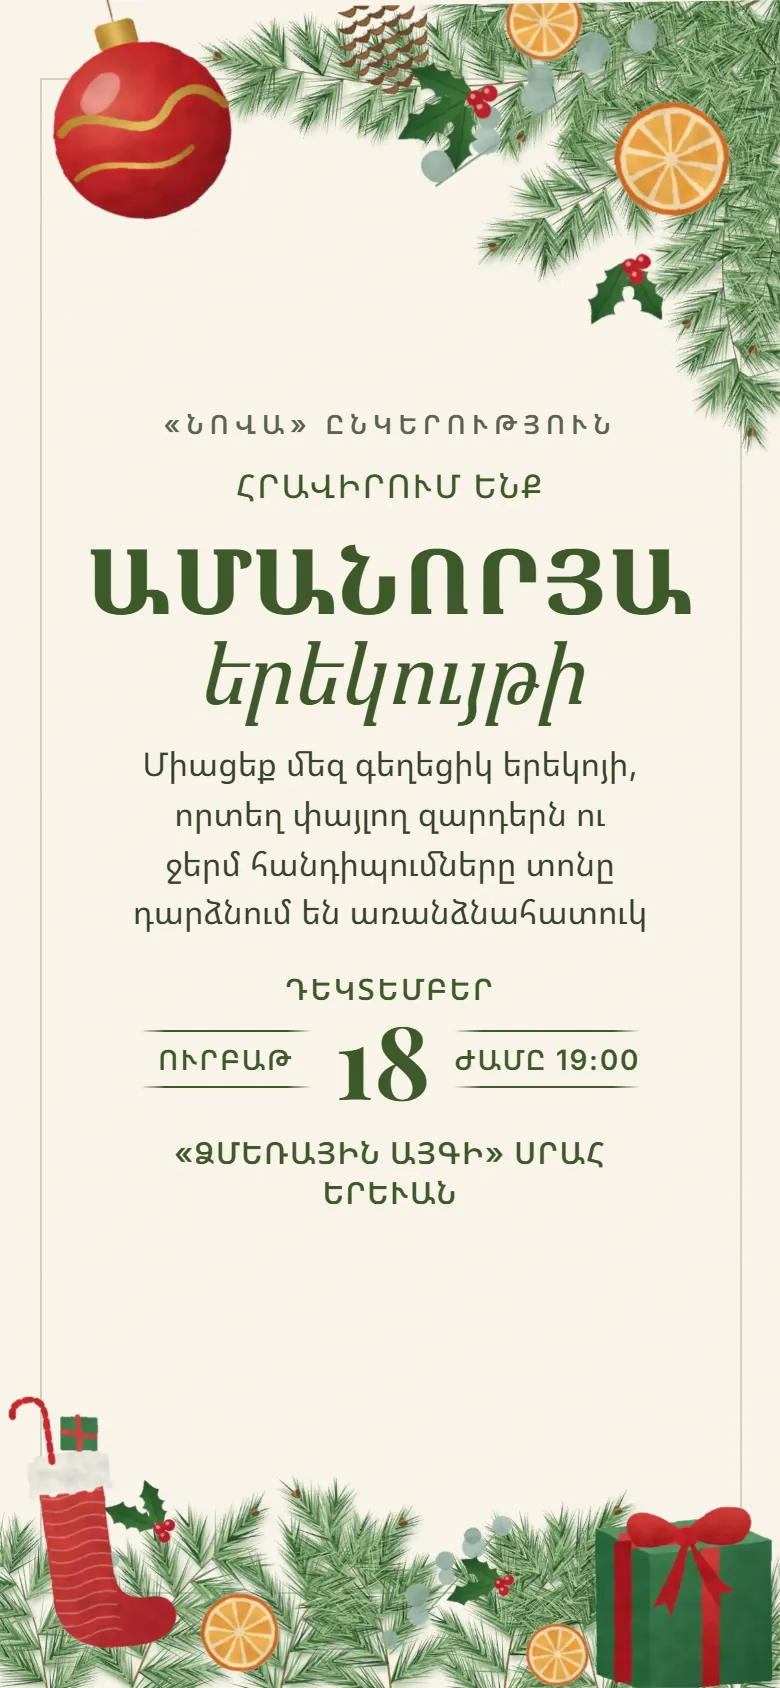 «ՆՈՎԱ» ԸՆԿԵՐՈՒԹՅՈՒՆ
ՀՐԱՎԻՐՈՒՄ ԵՆՔ
ԱՄԱՆՈՐՅԱ
երեկույթի
Միացեք մեզ գեղեցիկ երեկոյի,
որտեղ փայլող զարդերն ու
ջերմ հանդիպումները տոնը
դարձնում են առանձնահատուկ
ԴԵԿՏԵՄԲԵՐ
ՈՒՐԲԱԹ 18 ԺԱՄԸ 19:00
«ՁՄԵՌԱՅԻՆ ԱՅԳԻ» ՍՐԱՀ
ԵՐԵՒԱՆ